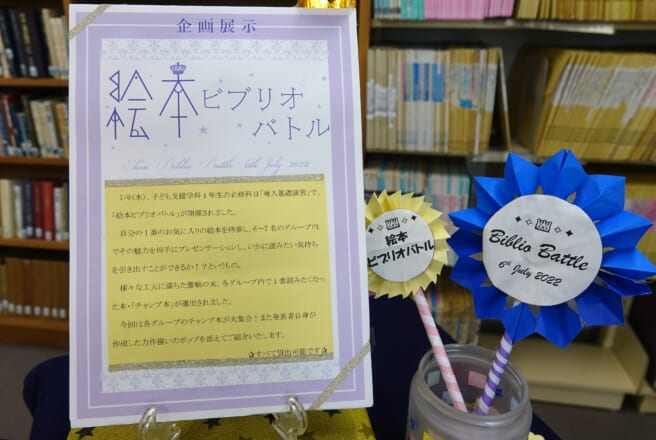 企画展示
絵本ビブリオ
バトル
Ehon Biblio Battle 6th July 2022
7/6(水)、子ども支援学科1年生の必修科目「導入基礎演習」で、
「絵本ビブリオバトル」が開催されました。
自分の1番のお気に入りの絵本を持参し、6~7名のグループ内
でその魅力を相手にプレゼンテーションし、いかに読みたい気持ち
を引き出すことができるか!?というもの。
様々な工夫に満ちた激戦の末、各グループ内で1番読みたくなっ
た本・「チャンプ本」が選出されました。
今回は各グループのチャンプ本が大集合!また発表者自身が
作成した力作揃いのポップを添えてご紹介いたします。
☆すべて貸出可能です☆
絵本
ビブリオバトル
Biblio Battle
6th July 2022